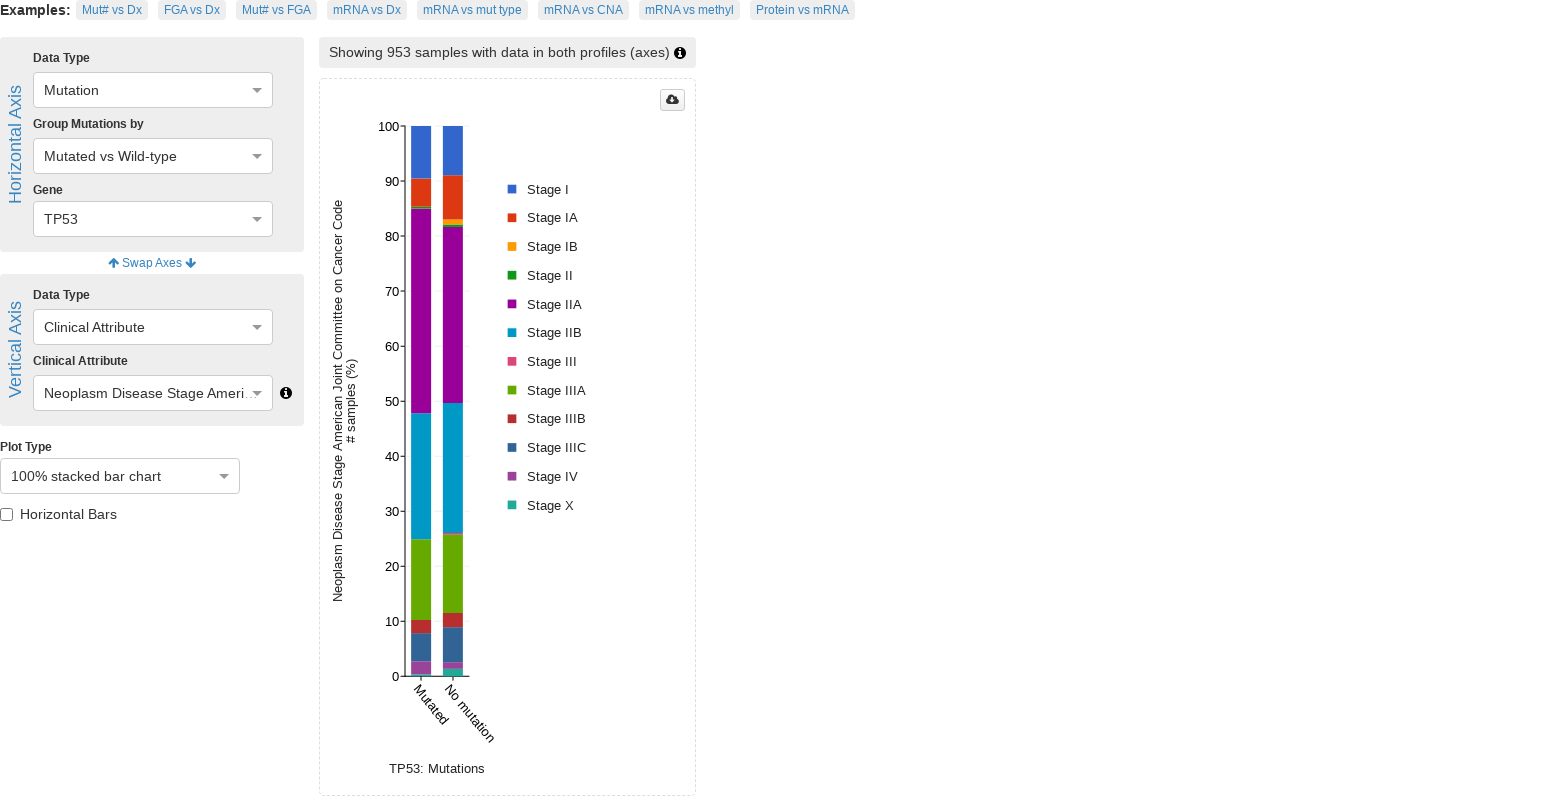 Examples: Mut# vs Dx FGA vs Dx Mut# vs FGA mRNA vs Dx mRNA vs mut type mRNA vs CNA mRNA vs methyl Protein vs mRNA
Horizontal Axis
Data Type
Mutation
Group Mutations by
Mutated vs Wild-type
Gene
TP53
Swap Axes
Vertical Axis
Data Type
Clinical Attribute
Clinical Attribute
Neoplasm Disease Stage Ameri...
Plot Type
100% stacked bar chart
Horizontal Bars
Showing 953 samples with data in both profiles (axes)
Neoplasm Disease Stage American Joint Committee on Cancer Code
# samples (%)
100
90
80
70
60
50
40
30
20
10
0
Mutated
No mutation
TP53: Mutations
Stage I
Stage IA
Stage IB
Stage II
Stage IIA
Stage IIB
Stage III
Stage IIIA
Stage IIIB
Stage IIIC
Stage IV
Stage X